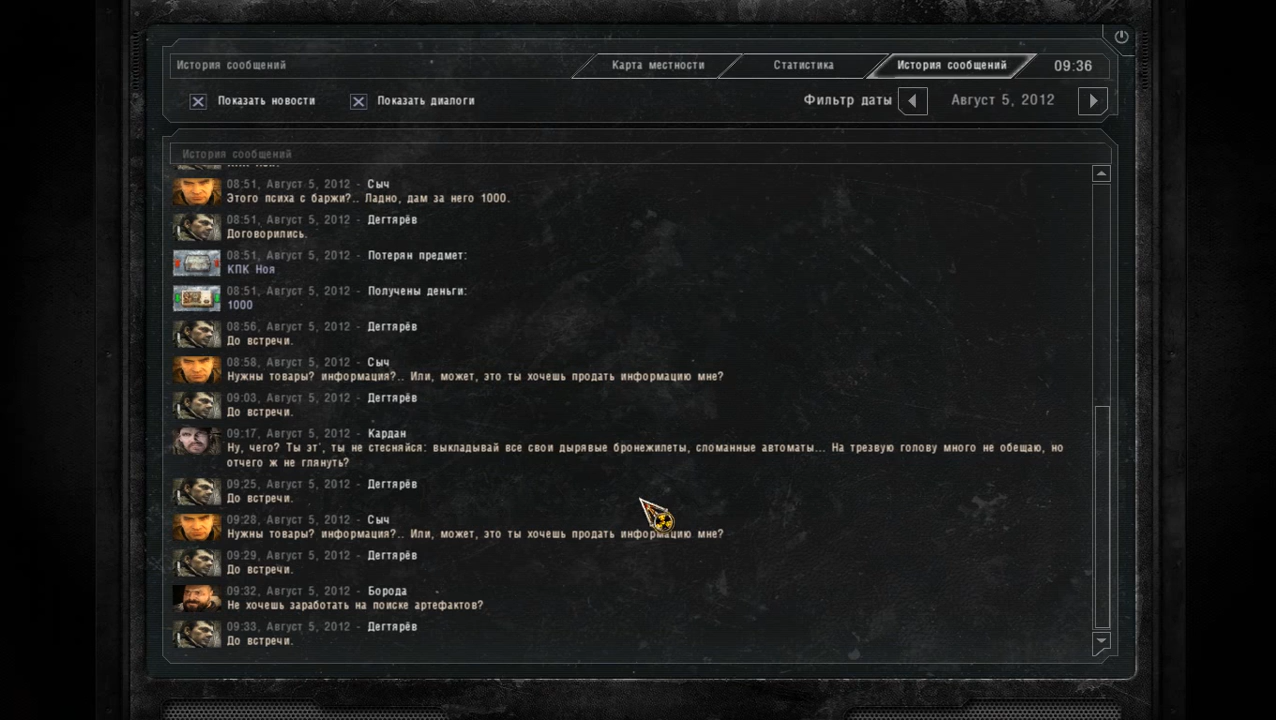 История сообщений
Карта местности
Статистика
История сообщений
09:36
Показать новости
Показать диалоги
Фильтр даты
Август 5, 2012
История сообщений
08:51, Август 5, 2012 - Сыч
Этого психа с баржи?.. Ладно, дам за него 1000.
08:51, Август 5, 2012 - Дегтярёв
Договорились.
08:51, Август 5, 2012 - Потерян предмет:
КПК Ноя
08:51, Август 5, 2012 - Получены деньги:
1000
08:56, Август 5, 2012 - Дегтярёв
До встречи.
08:58, Август 5, 2012 - Сыч
Нужны товары? информация?.. Или, может, это ты хочешь продать информацию мне?
09:03, Август 5, 2012 - Дегтярёв
До встречи.
09:17, Август 5, 2012 - Кардан
Ну, чего? Ты эт', ты не стесняйся: выкладывай все свои дырявые бронежилеты, сломанные автоматы... На трезвую голову много не обещаю, но
отчего ж не глянуть?
09:25, Август 5, 2012 - Дегтярёв
До встречи.
09:28, Август 5, 2012 - Сыч
Нужны товары? информация?.. Или, может, это ты хочешь продать информацию мне?
09:29, Август 5, 2012 - Дегтярёв
До встречи.
09:32, Август 5, 2012 - Борода
Не хочешь заработать на поиске артефактов?
09:33, Август 5, 2012 - Дегтярёв
До встречи.